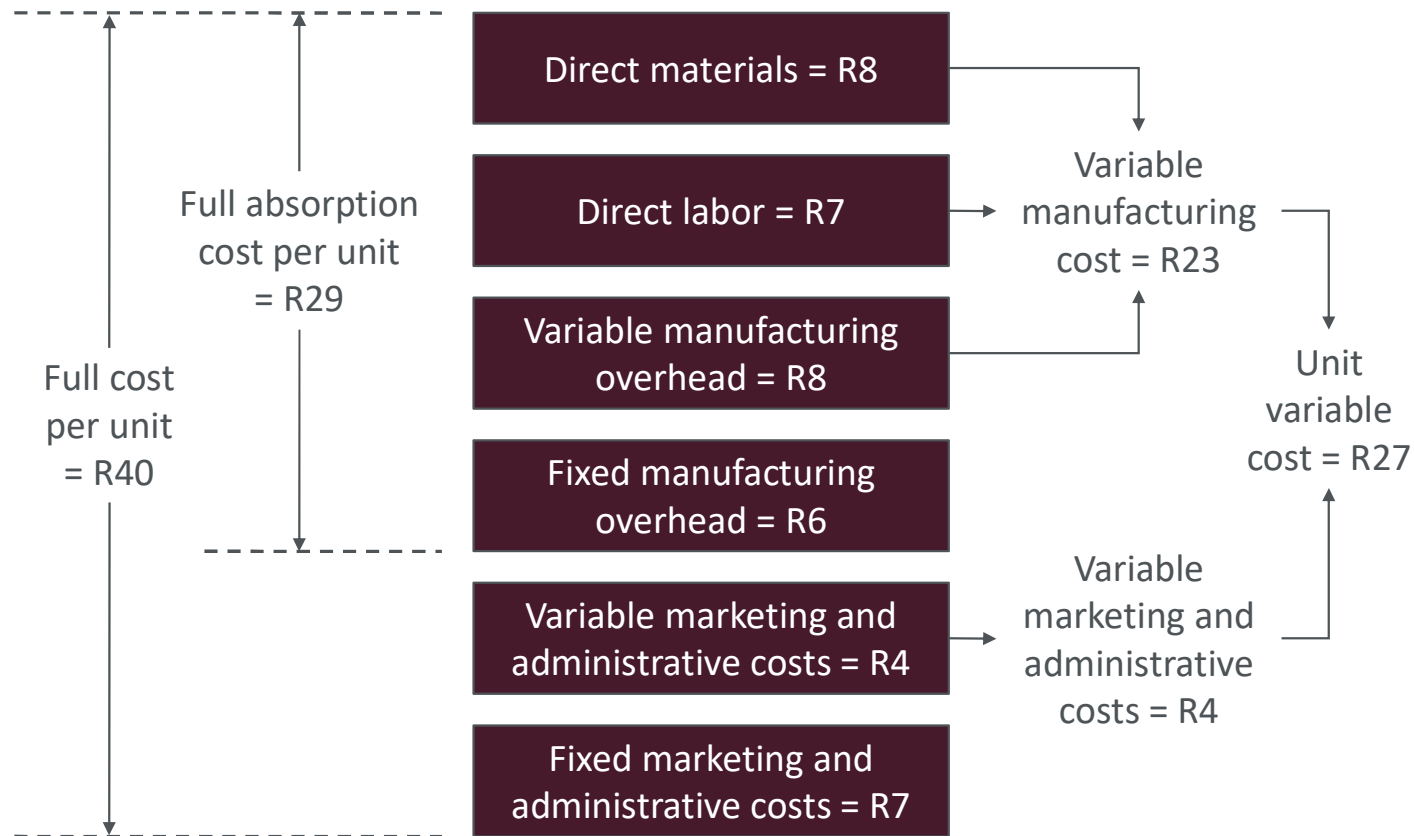 Direct materials = R8
Direct labor = R7
Variable manufacturing
overhead = R8
Fixed manufacturing
overhead = R6
Variable marketing and
administrative costs = R4
Fixed marketing and
administrative costs = R7
Full cost
per unit
= R40
Full absorption
cost per unit
= R29
Variable
manufacturing
cost = R23
Variable
marketing and
administrative
costs = R4
Unit
variable
cost = R27